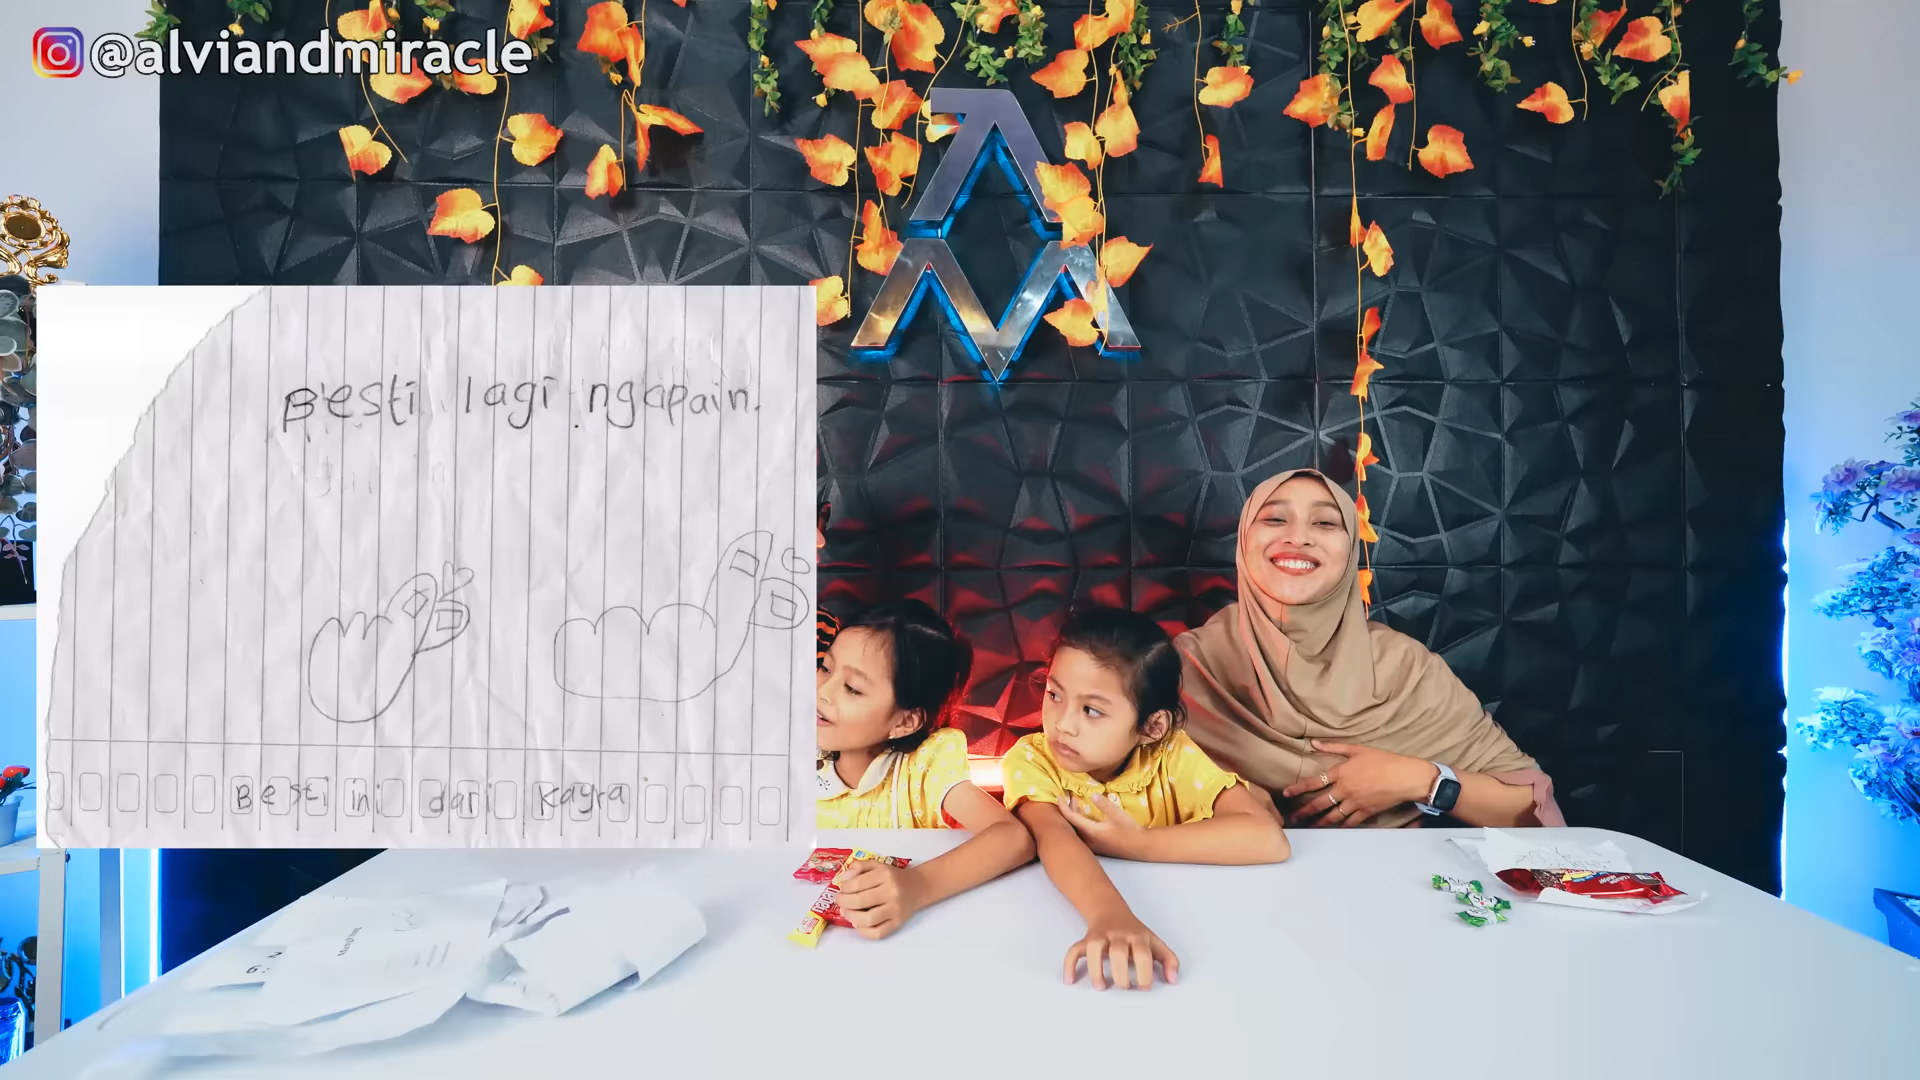 @alviandmiracle
Besti lagi ngapain.
Besti ini dari Kayra